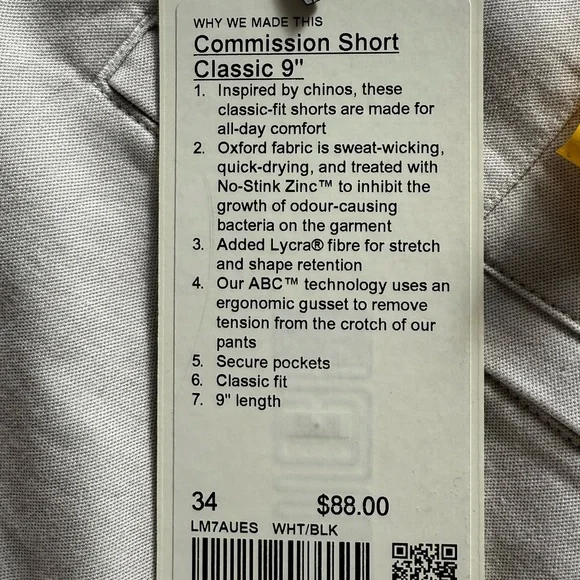 WHY WE MADE THIS
Commission Short
Classic 9"
1. Inspired by chinos, these
classic-fit shorts are made for
all-day comfort
2. Oxford fabric is sweat-wicking,
quick-drying, and treated with
No-Stink Zinc™ to inhibit the
growth of odour-causing
bacteria on the garment
3. Added Lycra® fibre for stretch
and shape retention
4. Our ABC™ technology uses an
ergonomic gusset to remove
tension from the crotch of our
pants
5. Secure pockets
6. Classic fit
7. 9" length
34 $88.00
LM7AUES WHT/BLK